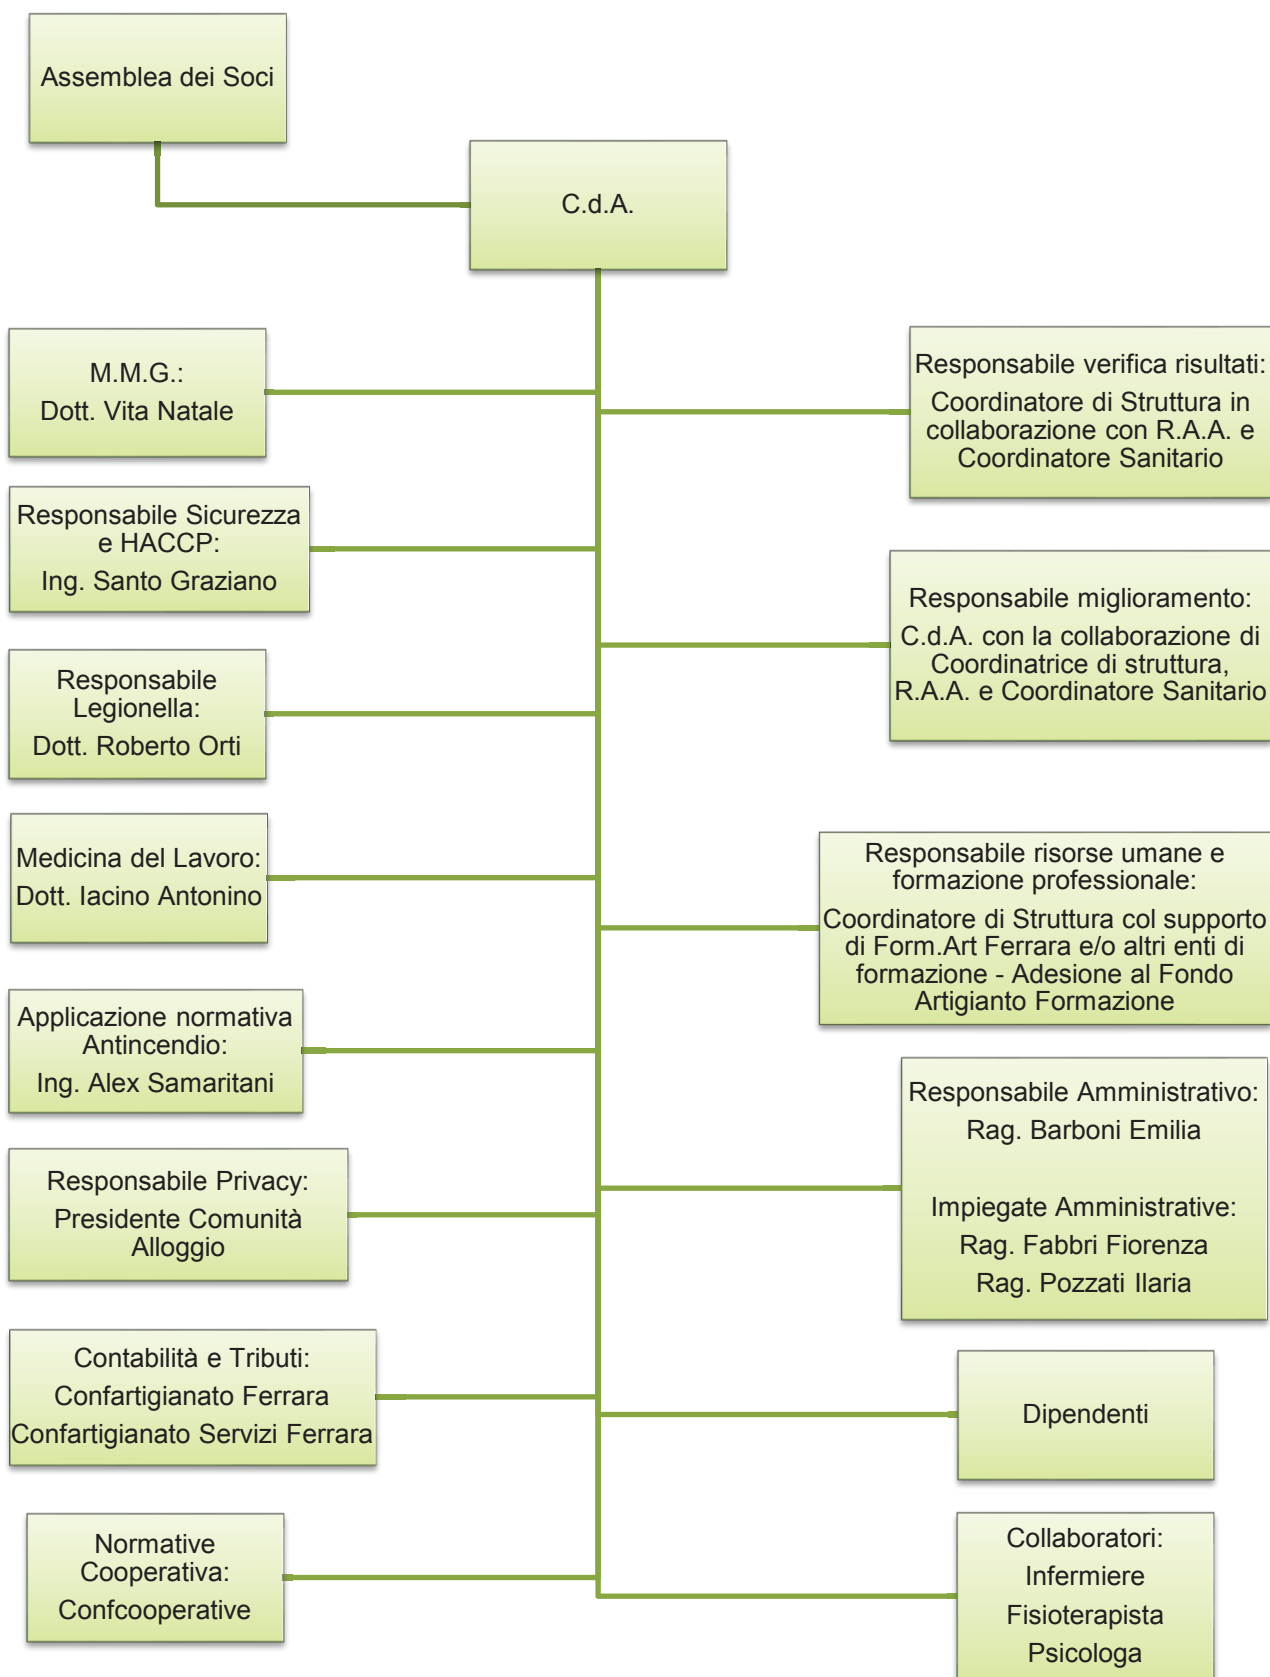 Assemblea dei Soci
C.d.A.
M.M.G.:
Dott. Vita Natale
Responsabile Sicurezza
e HACCP:
Ing. Santo Graziano
Responsabile
Legionella:
Dott. Roberto Orti
Medicina del Lavoro:
Dott. Iacino Antonino
Applicazione normativa
Antincendio:
Ing. Alex Samaritani
Responsabile Privacy:
Presidente Comunità
Alloggio
Contabilità e Tributi:
Confartigianato Ferrara
Confartigianato Servizi Ferrara
Normative
Cooperativa:
Confcooperative
Responsabile verifica risultati:
Coordinatore di Struttura in
collaborazione con R.A.A. e
Coordinatore Sanitario
Responsabile miglioramento:
C.d.A. con la collaborazione di
Coordinatrice di struttura,
R.A.A. e Coordinatore Sanitario
Responsabile risorse umane e
formazione professionale:
Coordinatore di Struttura col supporto
di Form.Art Ferrara e/o altri enti di
formazione - Adesione al Fondo
Artigianto Formazione
Responsabile Amministrativo:
Rag. Barboni Emilia
Impiegate Amministrative:
Rag. Fabbri Fiorenza
Rag. Pozzati Ilaria
Dipendenti
Collaboratori:
Infermiere
Fisioterapista
Psicologa